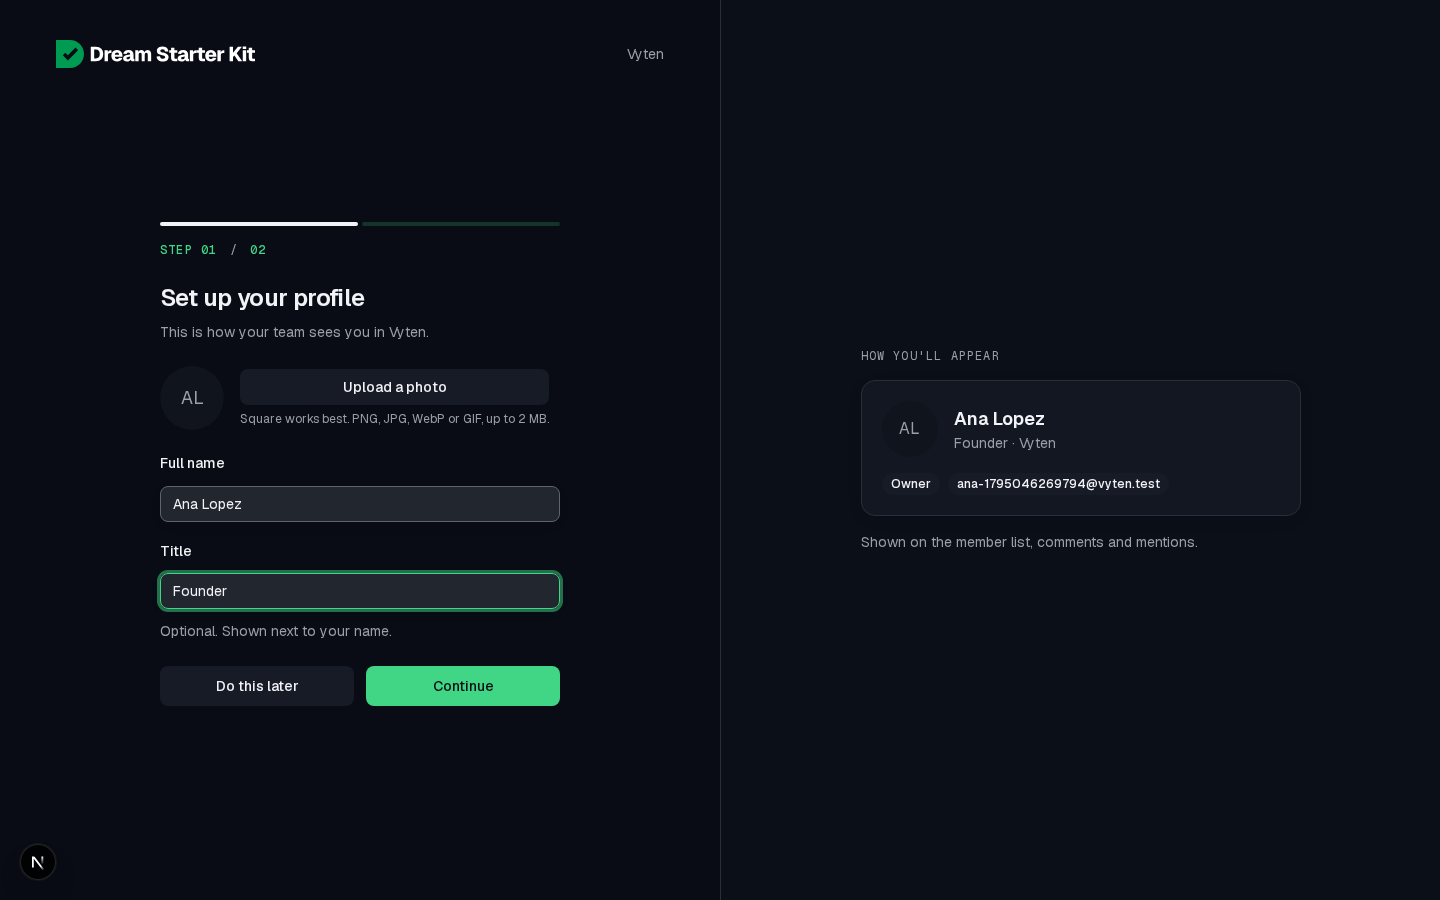 Dream Starter Kit
Vyten
STEP 01 / 02
Set up your profile
This is how your team sees you in Vyten.
AL
Upload a photo
Square works best. PNG, JPG, WebP or GIF, up to 2 MB.
Full name
Ana Lopez
Title
Founder
Optional. Shown next to your name.
Do this later
Continue
N
HOW YOU'LL APPEAR
AL
Ana Lopez
Founder · Vyten
Owner
ana-1795046269794@vyten.test
Shown on the member list, comments and mentions.